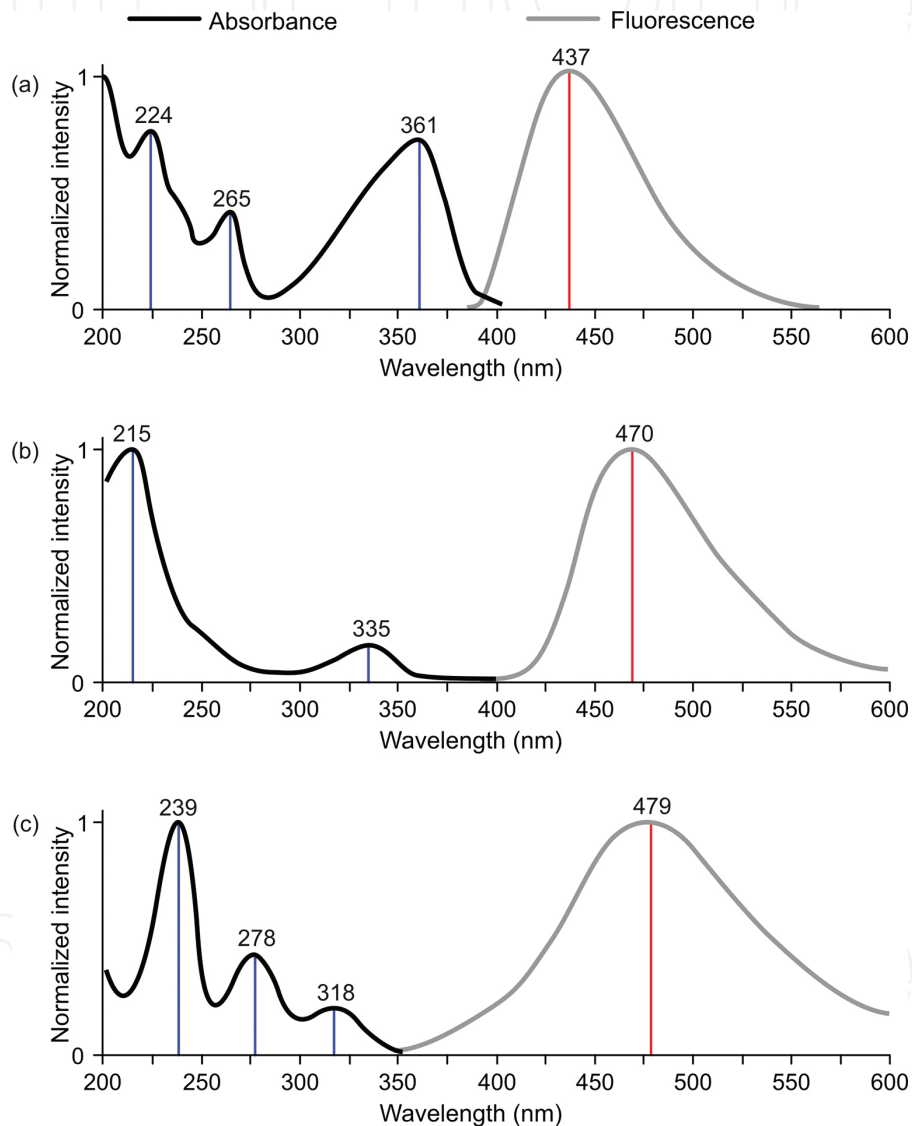 Absorbance Fluorescence
(a)
Normalized intensity
1
0
224
265
361
437
200 250 300 350 400 450 500 550 600
Wavelength (nm)
(b)
Normalized intensity
1
0
215
335
470
200 250 300 350 400 450 500 550 600
Wavelength (nm)
(c)
Normalized intensity
1
0
239
278
318
479
200 250 300 350 400 450 500 550 600
Wavelength (nm)